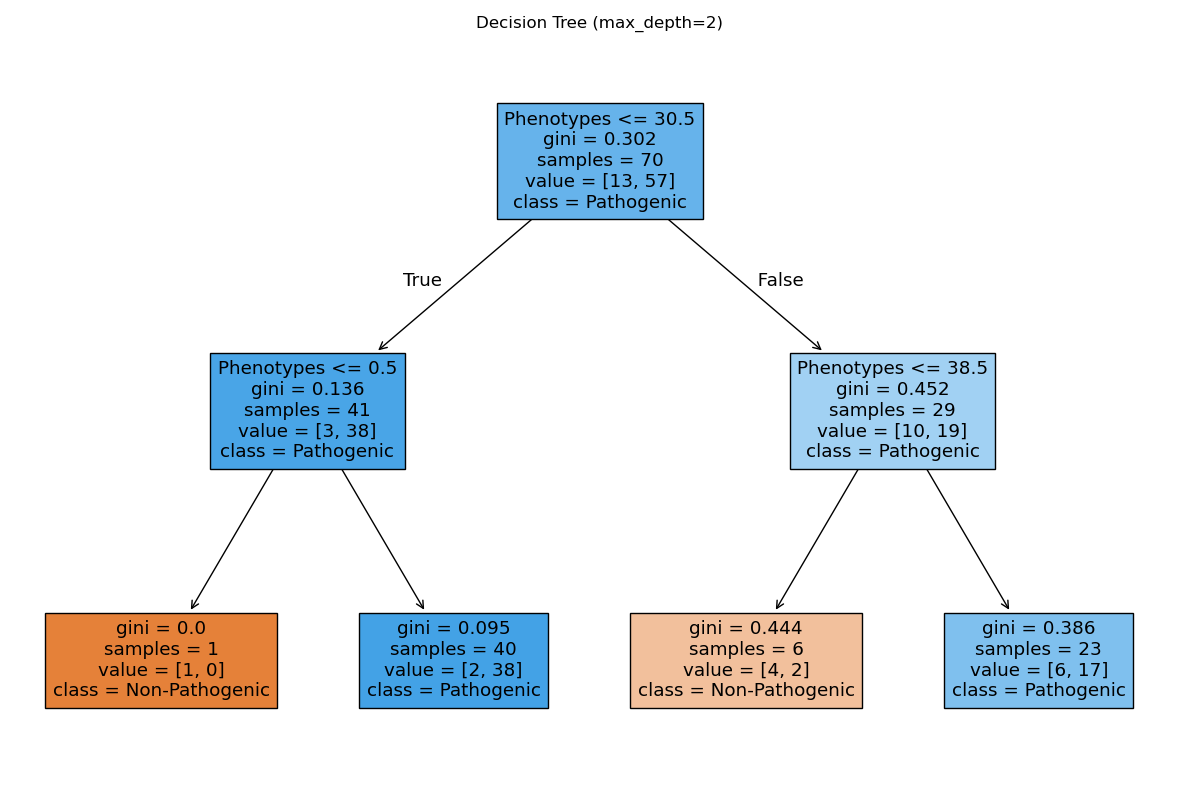 Decision Tree (max_depth=2)
Phenotypes <= 30.5
gini = 0.302
samples = 70
value = [13, 57]
class = Pathogenic
True
False
Phenotypes <= 0.5
gini = 0.136
samples = 41
value = [3, 38]
class = Pathogenic
Phenotypes <= 38.5
gini = 0.452
samples = 29
value = [10, 19]
class = Pathogenic
gini = 0.0
samples = 1
value = [1, 0]
class = Non-Pathogenic
gini = 0.095
samples = 40
value = [2, 38]
class = Pathogenic
gini = 0.444
samples = 6
value = [4, 2]
class = Non-Pathogenic
gini = 0.386
samples = 23
value = [6, 17]
class = Pathogenic